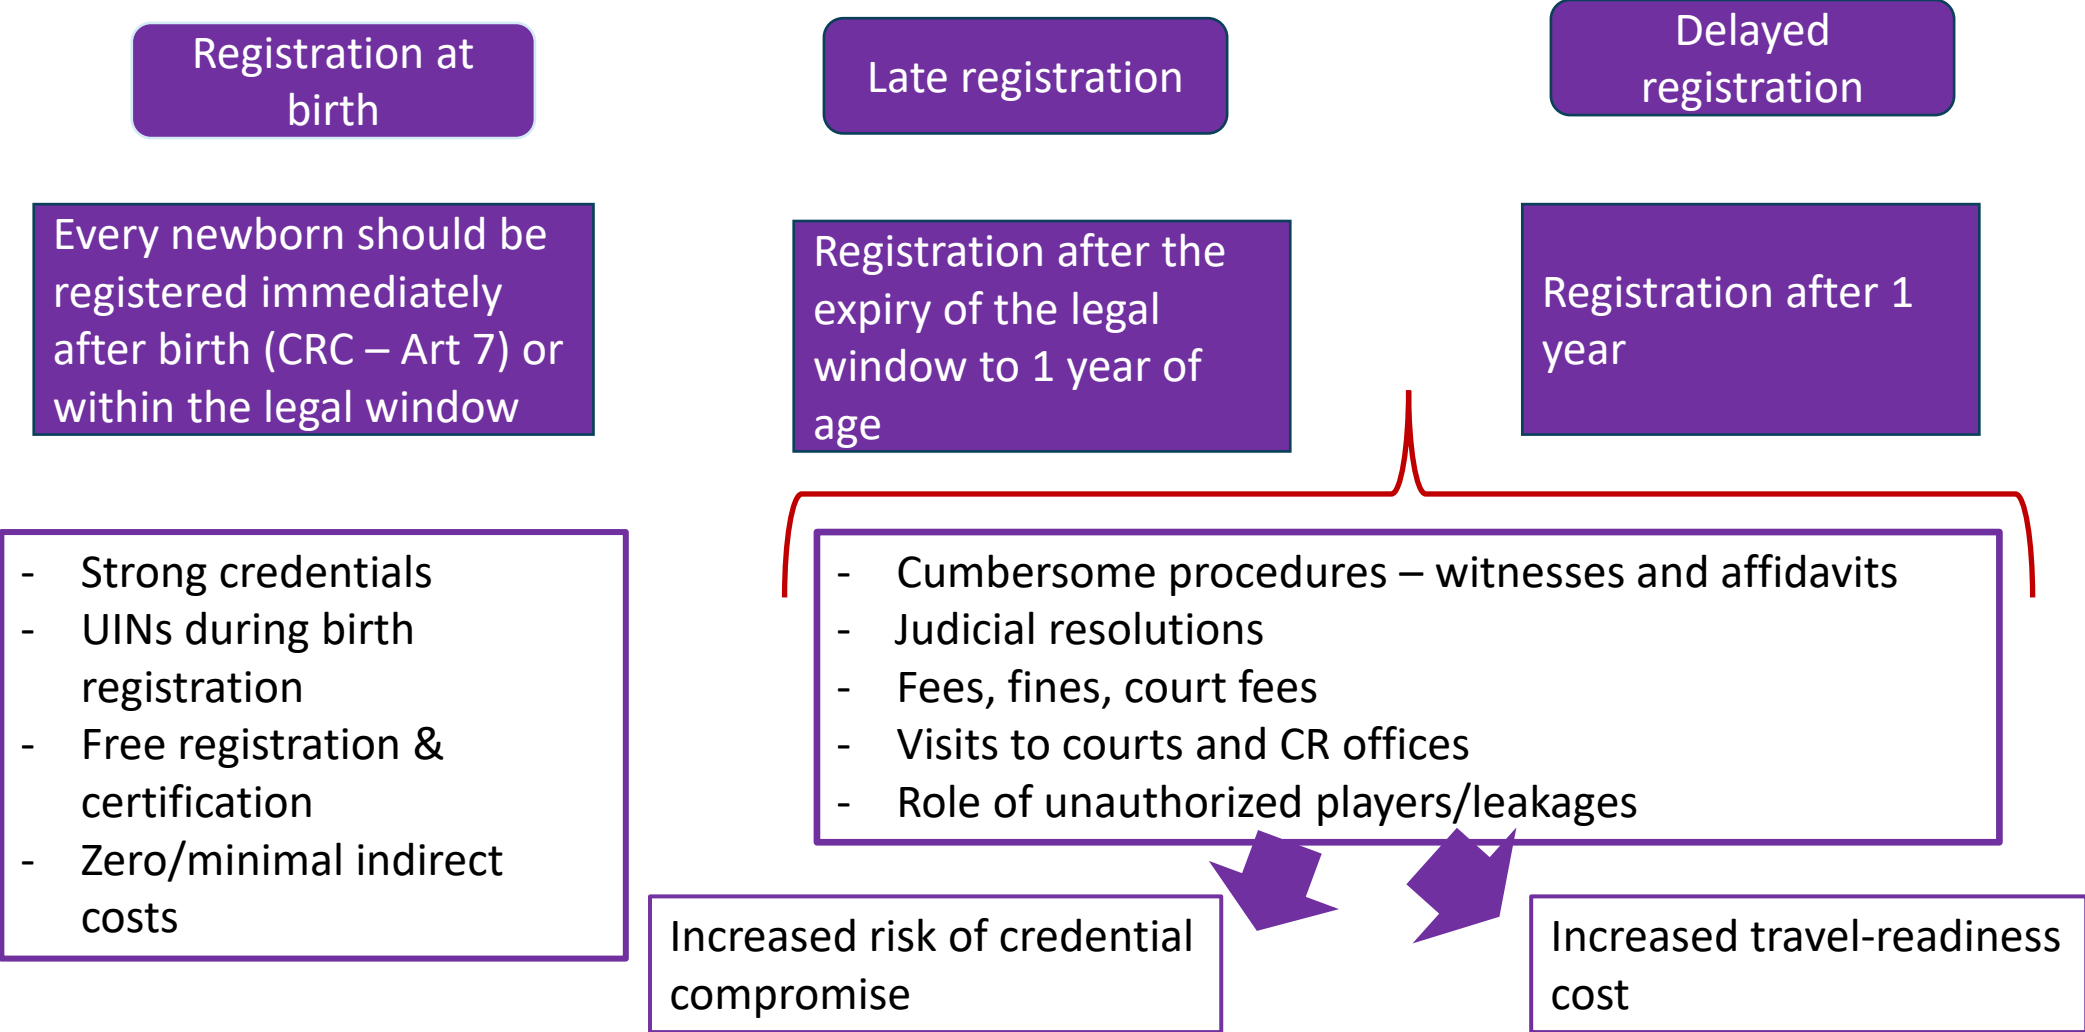 Registration at
birth
Late registration
Delayed
registration
Every newborn should be
registered immediately
after birth (CRC – Art 7) or
within the legal window
Registration after the
expiry of the legal
window to 1 year of
age
Registration after 1
year
- Strong credentials
- UINs during birth
registration
- Free registration &
certification
- Zero/minimal indirect
costs
- Cumbersome procedures – witnesses and affidavits
- Judicial resolutions
- Fees, fines, court fees
- Visits to courts and CR offices
- Role of unauthorized players/leakages
Increased risk of credential
compromise
Increased travel-readiness
cost